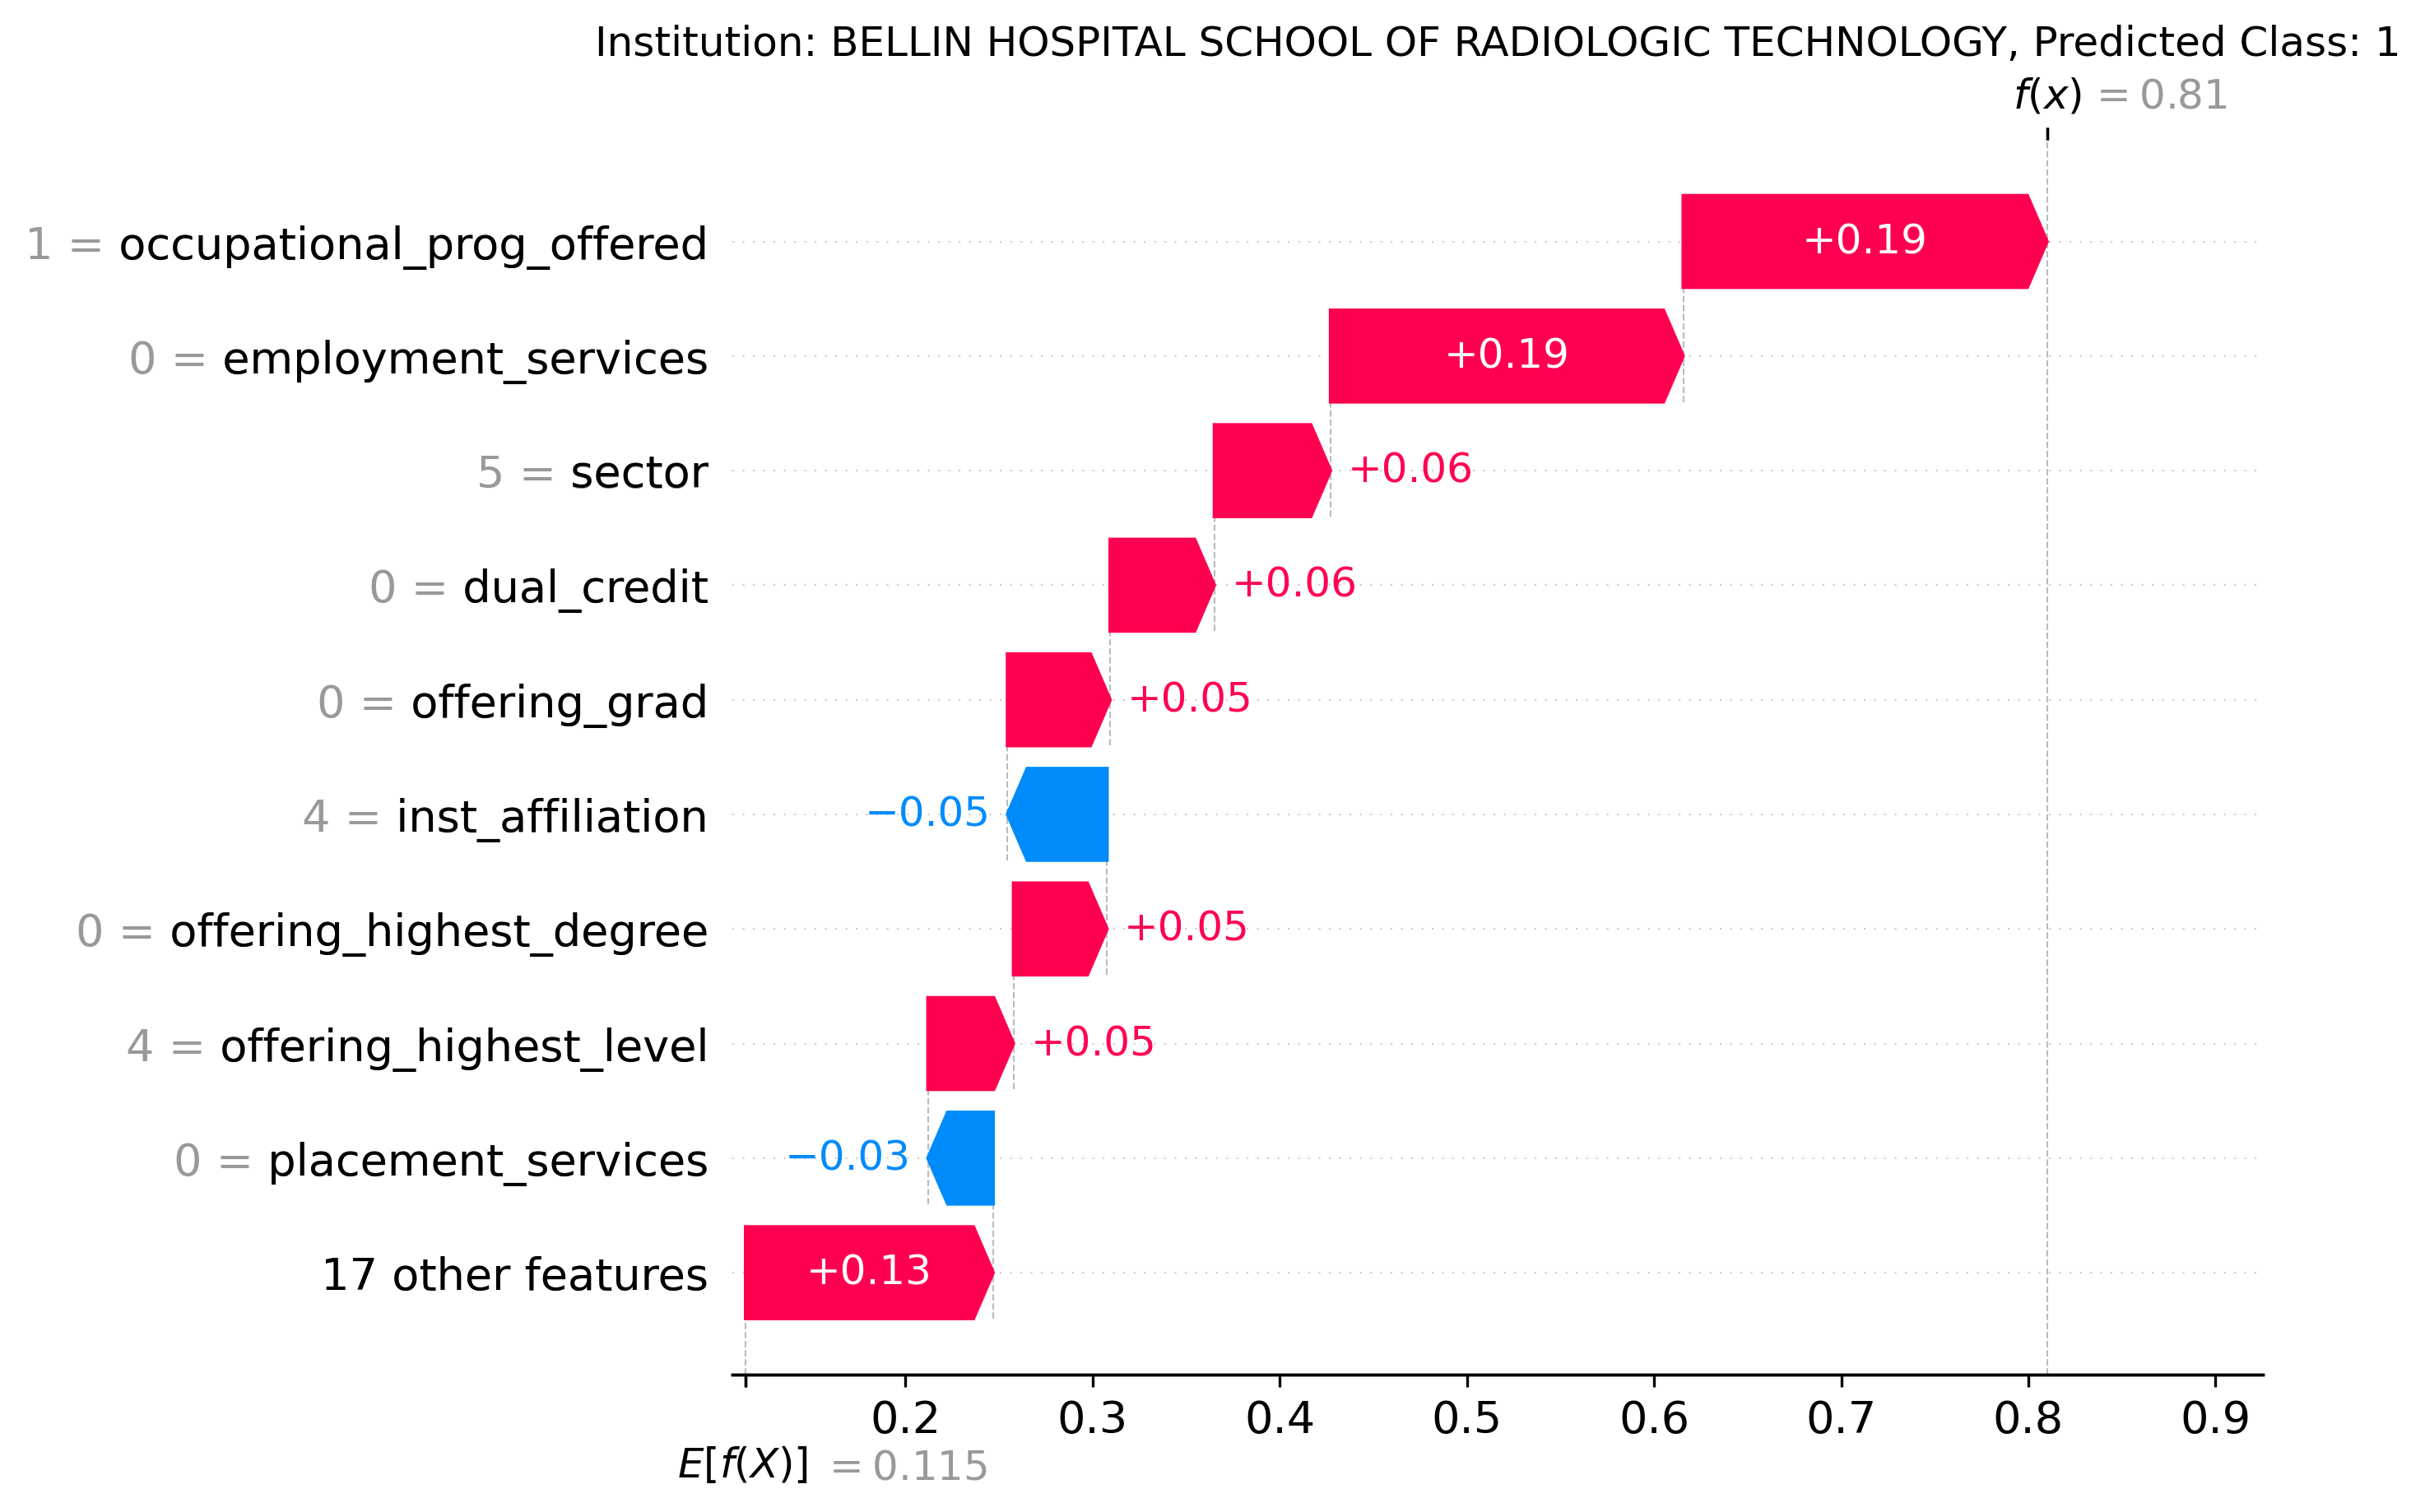 Institution: BELLIN HOSPITAL SCHOOL OF RADIOLOGIC TECHNOLOGY, Predicted Class: 1
f(x) = 0.81
1 = occupational_prog_offered +0.19
0 = employment_services +0.19
5 = sector +0.06
0 = dual_credit +0.06
0 = offering_grad +0.05
4 = inst_affiliation −0.05
0 = offering_highest_degree +0.05
4 = offering_highest_level +0.05
0 = placement_services −0.03
17 other features +0.13
0.2 0.3 0.4 0.5 0.6 0.7 0.8 0.9
E[f(X)] = 0.115